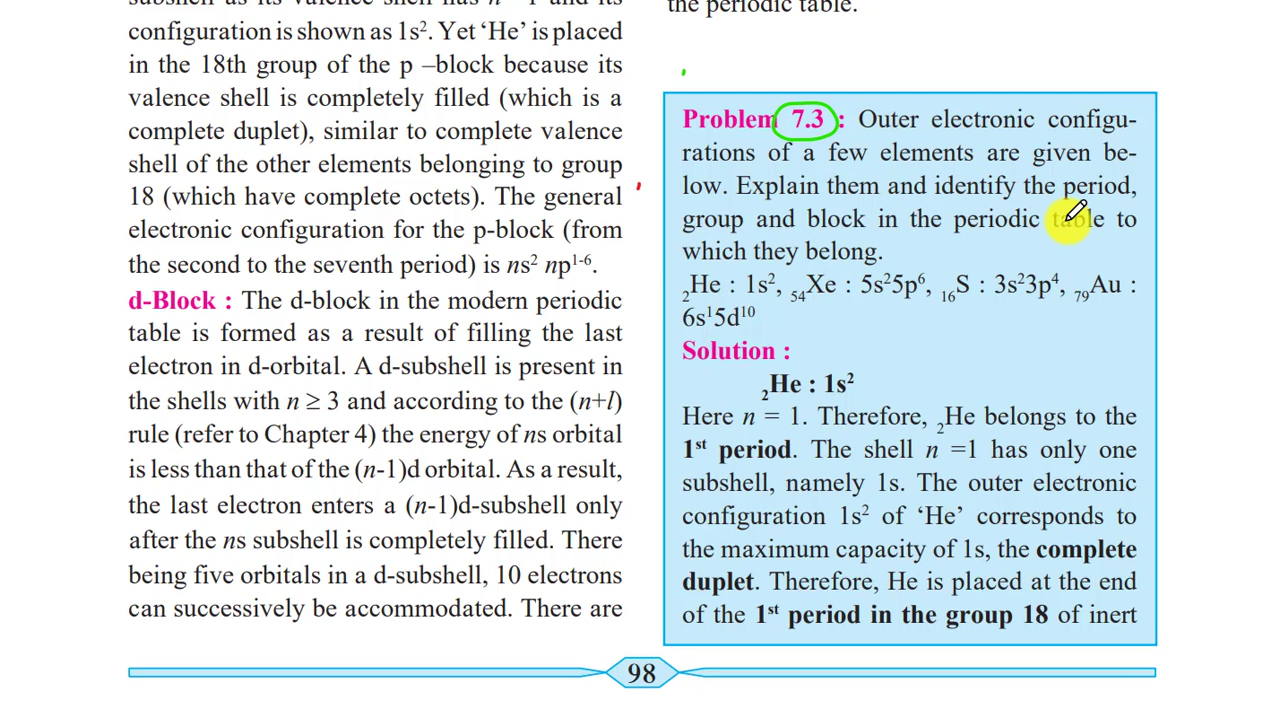 subshell as its valence shell has n = 1 and its
configuration is shown as 1s². Yet ‘He’ is placed
in the 18th group of the p –block because its
valence shell is completely filled (which is a
complete duplet), similar to complete valence
shell of the other elements belonging to group
18 (which have complete octets). The general
electronic configuration for the p-block (from
the second to the seventh period) is ns² np¹⁻⁶.
d-Block : The d-block in the modern periodic
table is formed as a result of filling the last
electron in d-orbital. A d-subshell is present in
the shells with n ≥ 3 and according to the (n+l)
rule (refer to Chapter 4) the energy of ns orbital
is less than that of the (n-1)d orbital. As a result,
the last electron enters a (n-1)d-subshell only
after the ns subshell is completely filled. There
being five orbitals in a d-subshell, 10 electrons
can successively be accommodated. There are
the periodic table.
Problem 7.3 : Outer electronic configu-
rations of a few elements are given be-
low. Explain them and identify the period,
group and block in the periodic table to
which they belong.
₂He : 1s², ₅₄Xe : 5s²5p⁶, ₁₆S : 3s²3p⁴, ₇₉Au :
6s¹5d¹⁰
Solution :
₂He : 1s²
Here n = 1. Therefore, ₂He belongs to the
1ˢᵗ period. The shell n =1 has only one
subshell, namely 1s. The outer electronic
configuration 1s² of ‘He’ corresponds to
the maximum capacity of 1s, the complete
duplet. Therefore, He is placed at the end
of the 1ˢᵗ period in the group 18 of inert
98